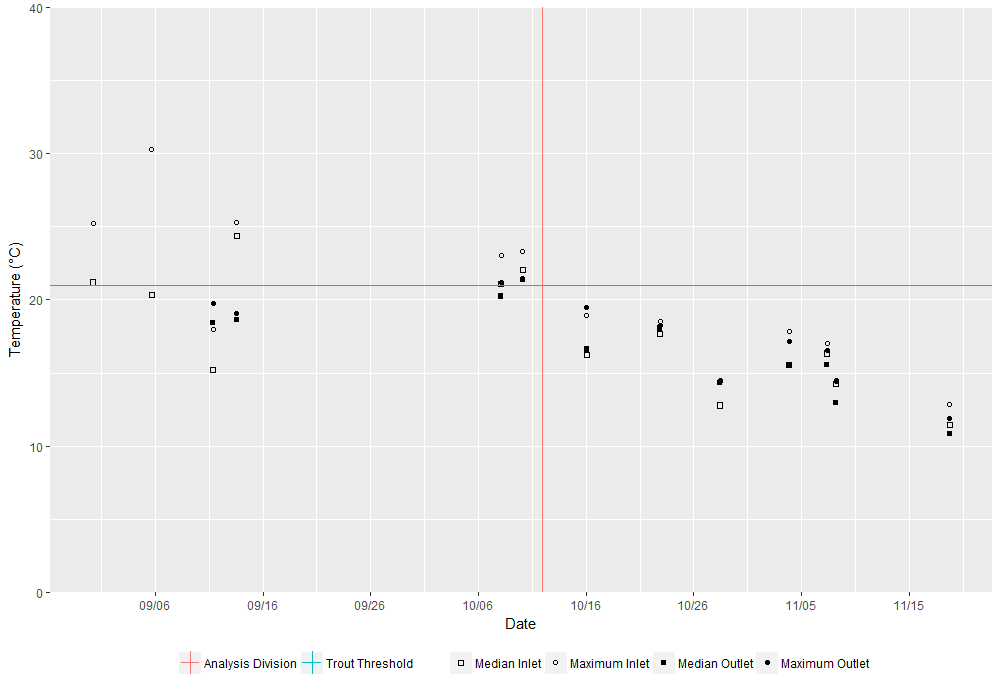 40
30
20
10
0
Temperature (°C)
09/06 09/16 09/26 10/06 10/16 10/26 11/05 11/15
Date
Analysis Division Trout Threshold Median Inlet Maximum Inlet Median Outlet Maximum Outlet